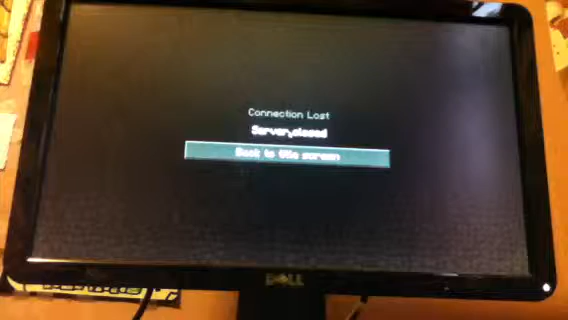 Connection Lost
Server closed
Back to title screen
DELL